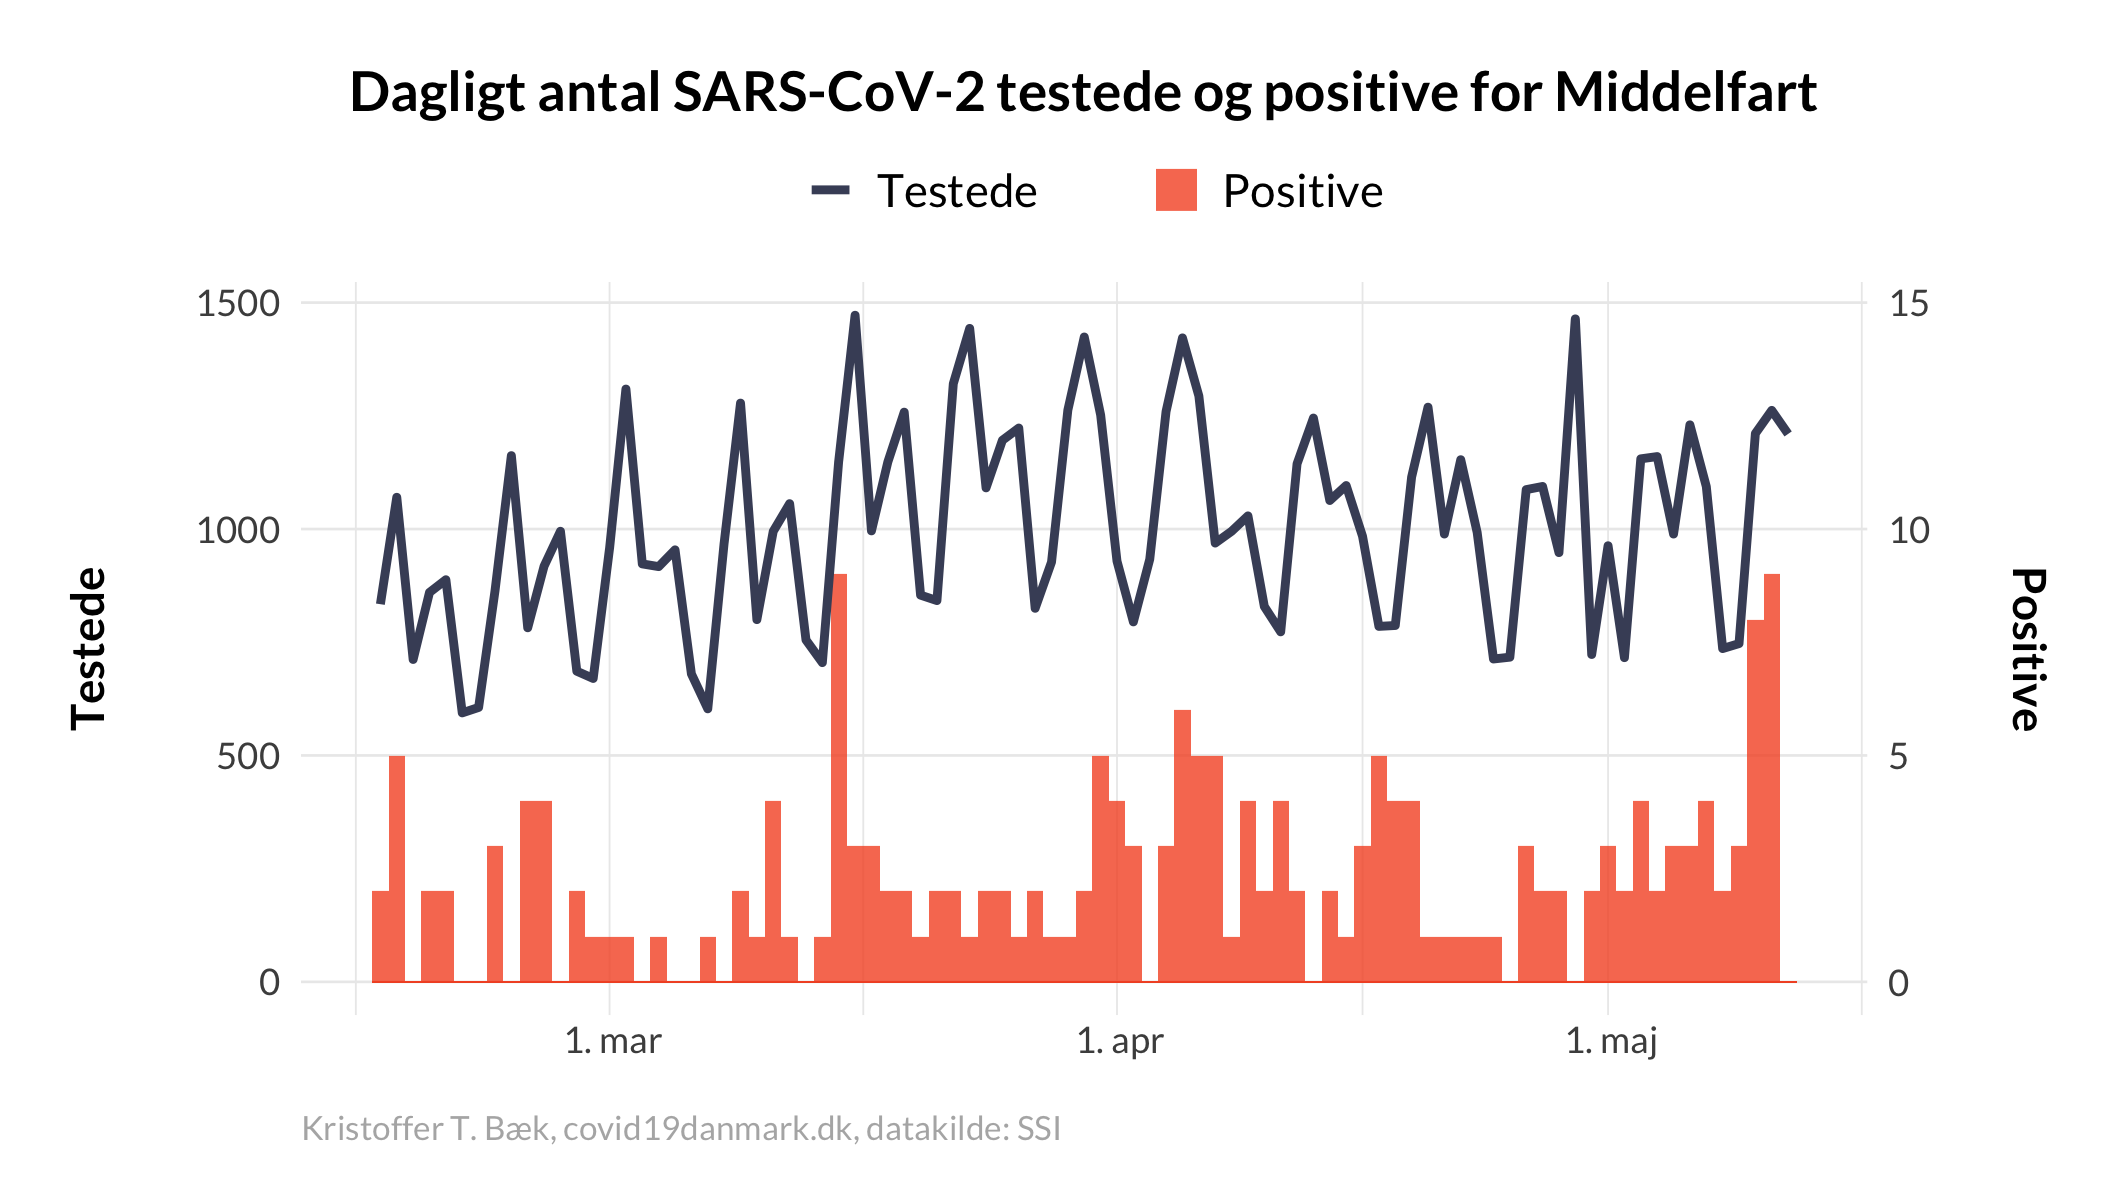 Dagligt antal SARS-CoV-2 testede og positive for Middelfart
Testede
Positive
1500
1000
500
0
Testede
15
10
5
0
Positive
1. mar
1. apr
1. maj
Kristoffer T. Bæk, covid19danmark.dk, datakilde: SSI